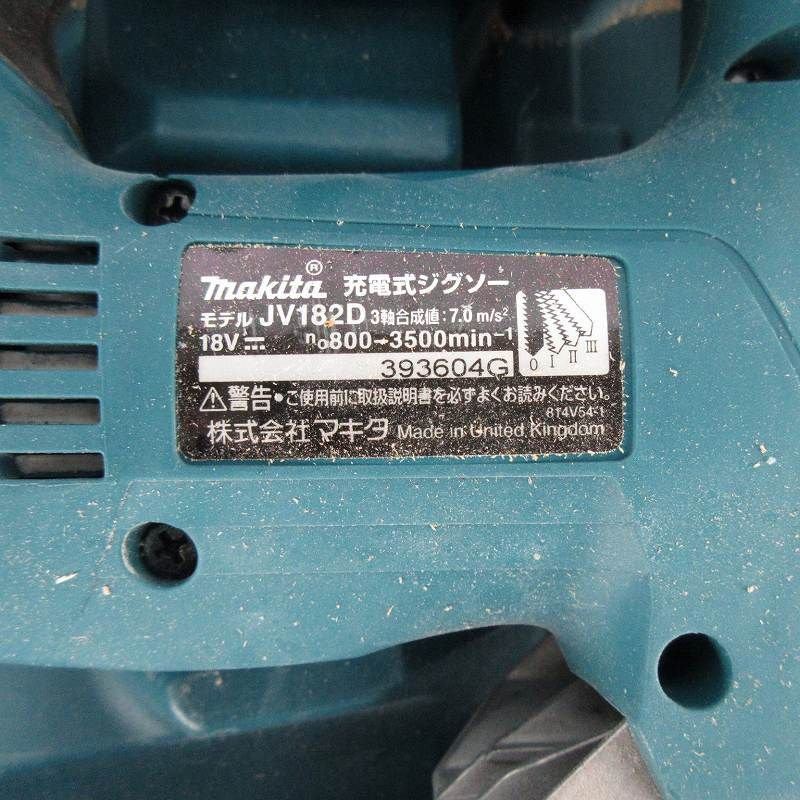 makita® 充電式ジグソー
モデル JV182D 3軸合成値:7.0 m/s²
18V⎓ n₀800-3500min⁻¹
0 I II III
393604G
⚠警告・ご使用前に取扱説明書を必ずよくお読みください。
814V54-1
株式会社マキタ Made in United Kingdom